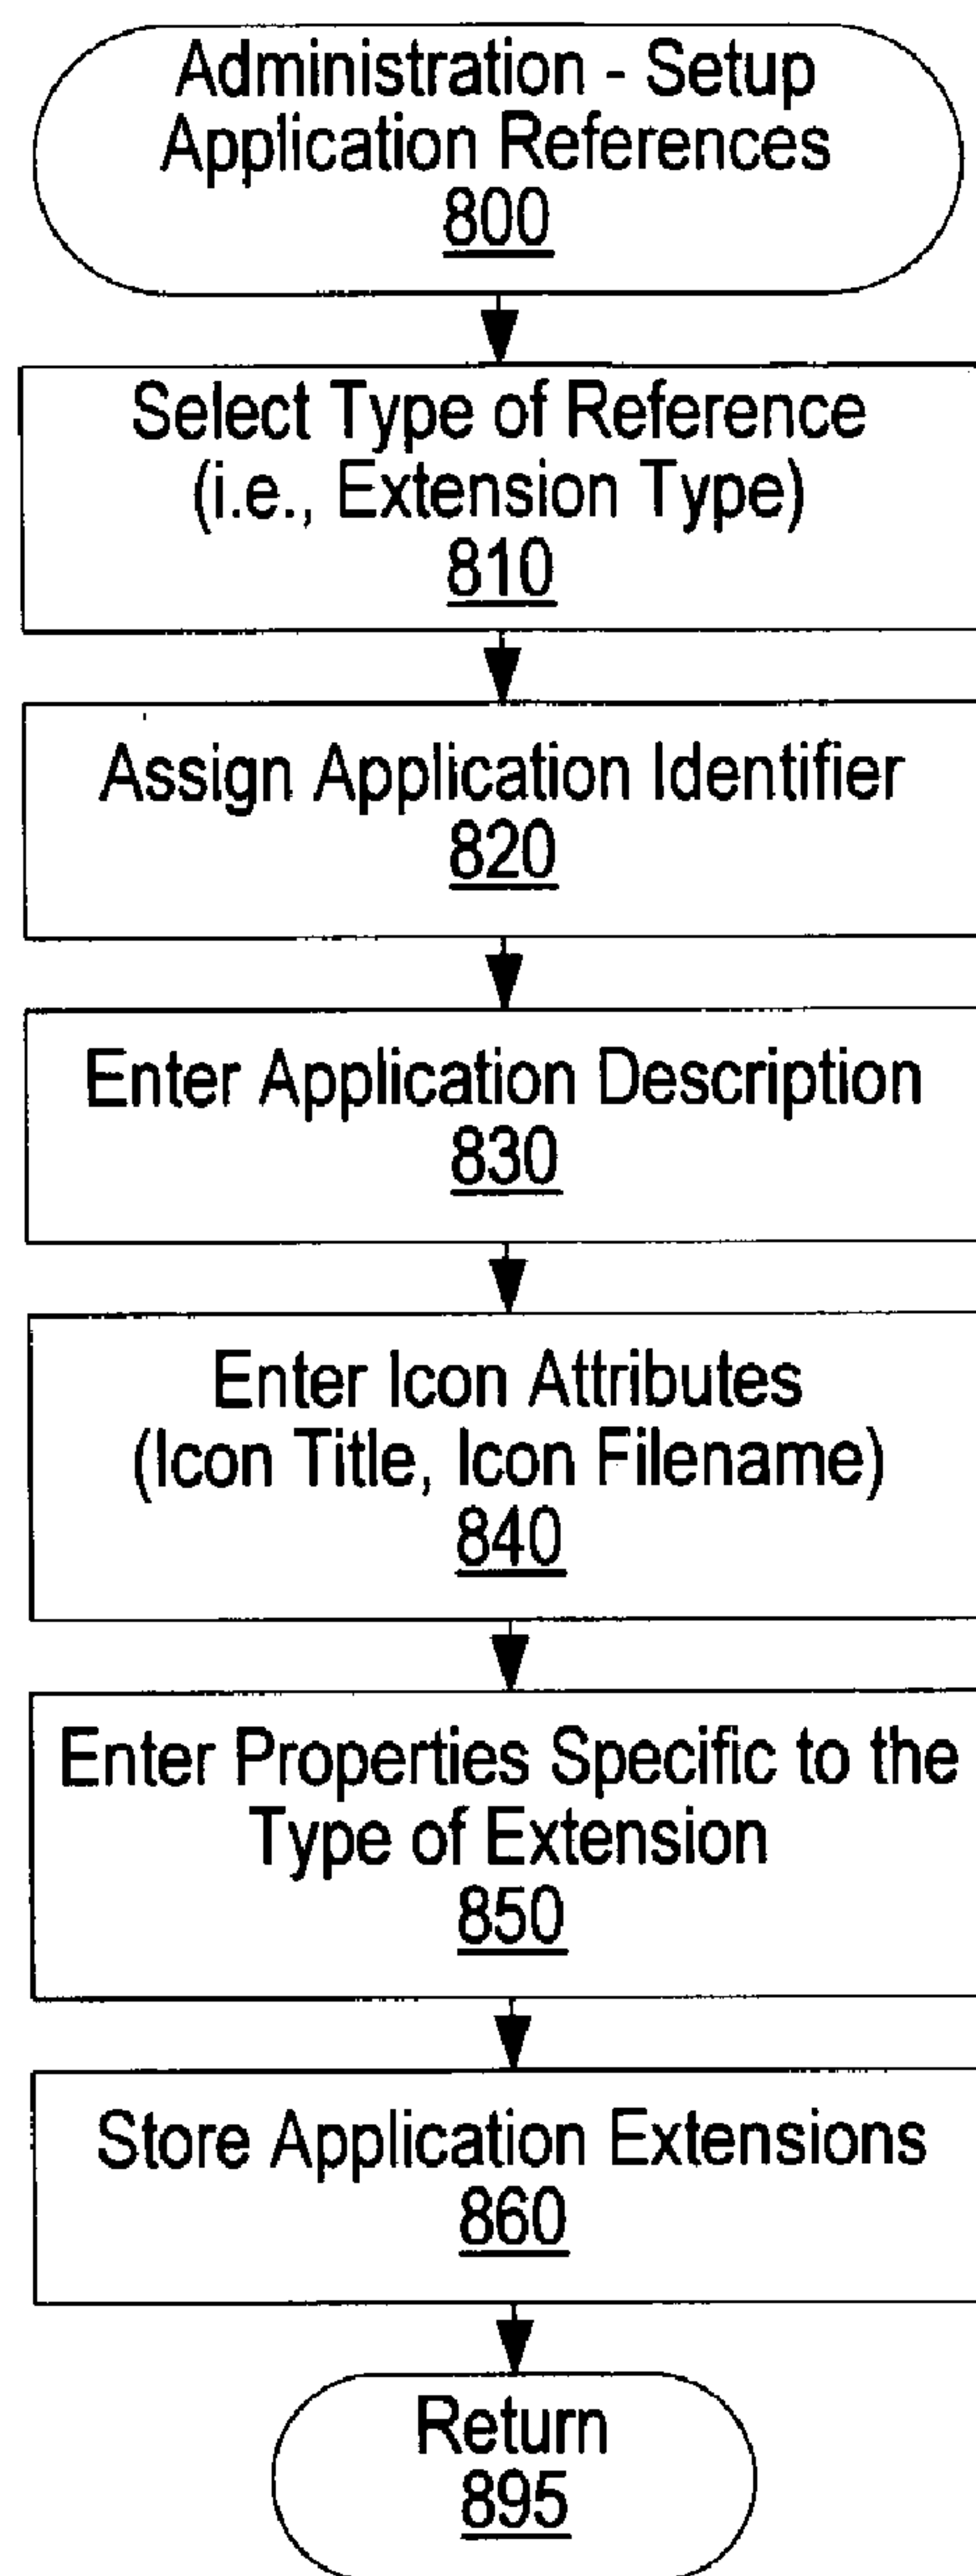 Administration - Setup
Application References
800
Select Type of Reference
(i.e., Extension Type)
810
Assign Application Identifier
820
Enter Application Description
830
Enter Icon Attributes
(Icon Title, Icon Filename)
840
Enter Properties Specific to the
Type of Extension
850
Store Application Extensions
860
Return
895